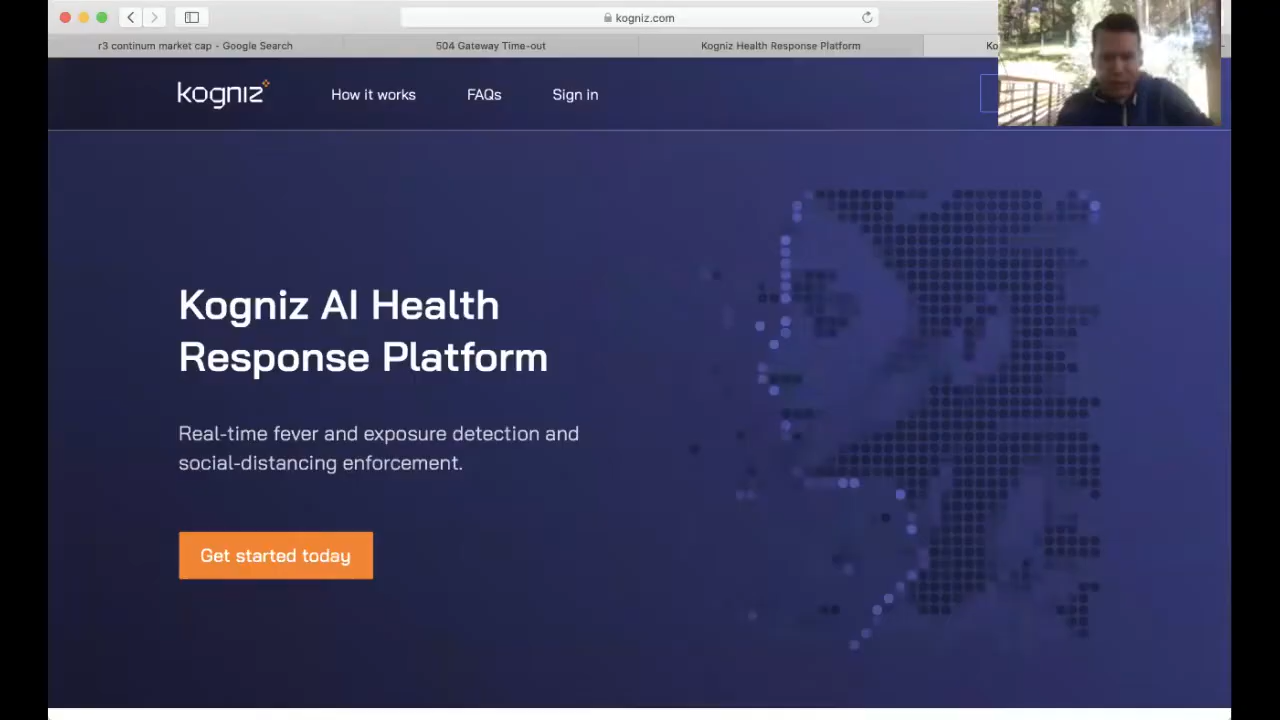 kogniz.com
r3 continum market cap - Google Search
504 Gateway Time-out
Kogniz Health Response Platform
kogniz
How it works
FAQs
Sign in
Kogniz AI Health
Response Platform
Real-time fever and exposure detection and
social-distancing enforcement.
Get started today